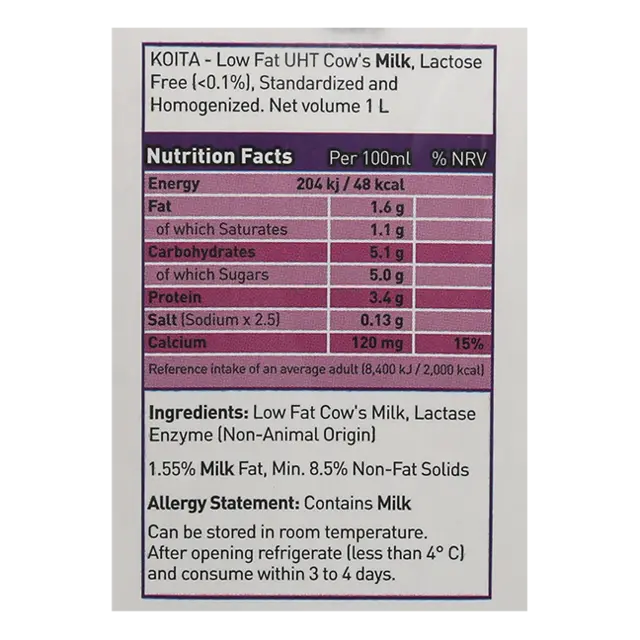 KOITA - Low Fat UHT Cow's Milk, Lactose
Free (<0.1%), Standardized and
Homogenized. Net volume 1 L
Nutrition Facts Per 100ml % NRV
Energy 204 kj / 48 kcal
Fat 1.6 g
of which Saturates 1.1 g
Carbohydrates 5.1 g
of which Sugars 5.0 g
Protein 3.4 g
Salt (Sodium x 2.5) 0.13 g
Calcium 120 mg 15%
Reference intake of an average adult (8,400 kJ / 2,000 kcal)
Ingredients: Low Fat Cow's Milk, Lactase
Enzyme (Non-Animal Origin)
1.55% Milk Fat, Min. 8.5% Non-Fat Solids
Allergy Statement: Contains Milk
Can be stored in room temperature.
After opening refrigerate (less than 4° C)
and consume within 3 to 4 days.